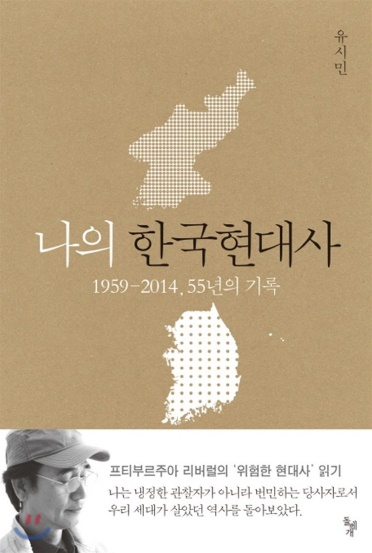 유시민
나의 한국현대사
1959-2014, 55년의 기록
프티부르주아 리버럴의 '위험한 현대사' 읽기
나는 냉정한 관찰자가 아니라 번민하는 당사자로서
우리 세대가 살았던 역사를 돌아보았다.
돌베개